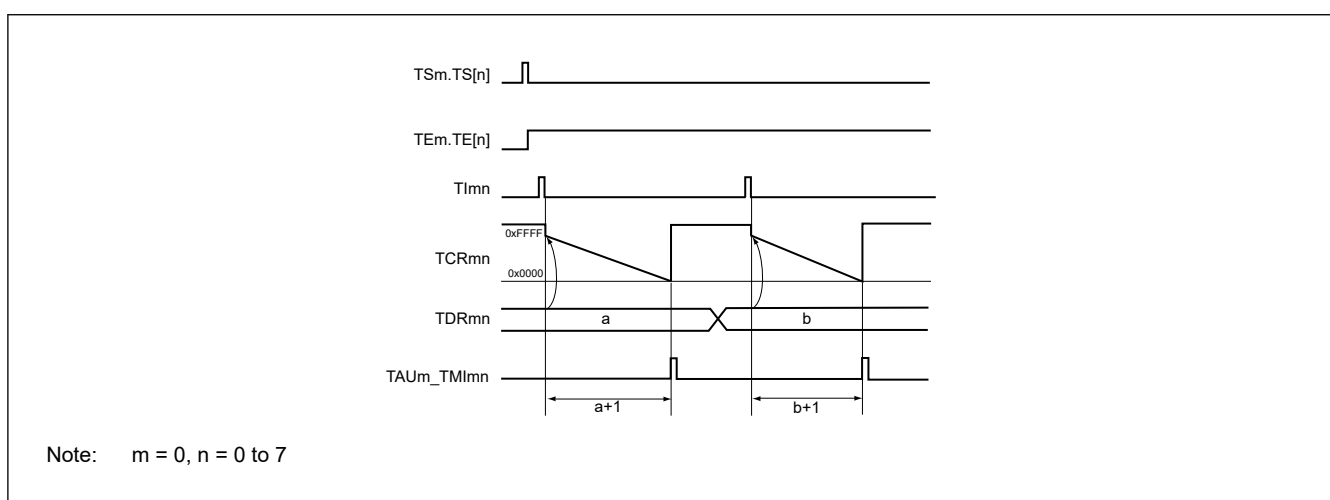 TSm.TS[n]
TEm.TE[n]
TImn
0xFFFF
TCRmn
0x0000
TDRmn a b
TAUm_TMImn
a+1 b+1
Note: m = 0, n = 0 to 7